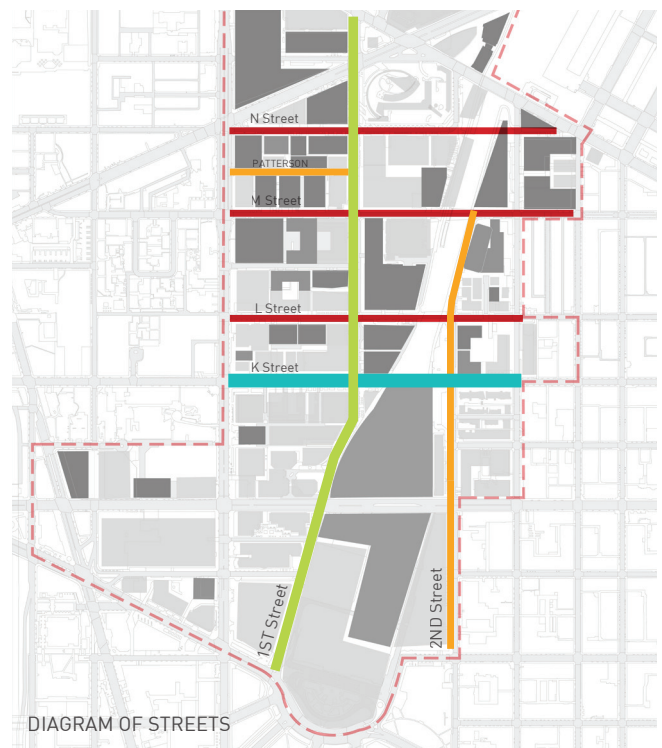 N Street
PATTERSON
M Street
L Street
K Street
1ST Street
2ND Street
DIAGRAM OF STREETS